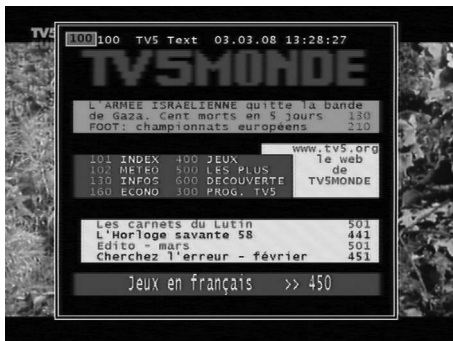 TV5
100 100 TV5 Text 03.03.08 13:28:27
TV5MONDE
L'ARMEE ISRAELIENNE quitte la bande
de Gaza. Cent morts en 5 jours 130
FOOT: championnats européens 210
www.tv5.org
le web
de
TV5MONDE
101 INDEX 400 JEUX
102 METEO 500 LES PLUS
130 INFOS 600 DECOUVERTE
160 ECONO 300 PROG. TV5
Les carnets du Lutin 501
L'Horloge savante 58 441
Edito - mars 501
Cherchez l'erreur - février 451
Jeux en français >> 450